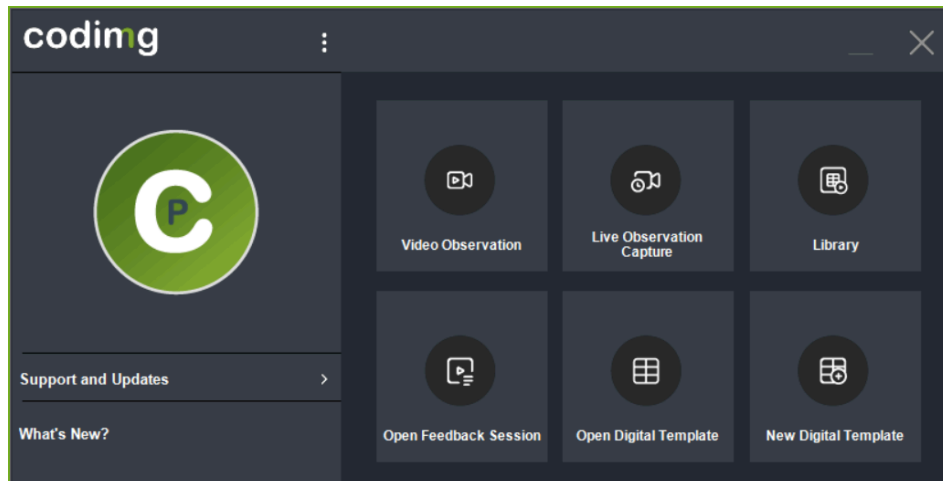 codimg
CP
Support and Updates
What's New?
Video Observation
Live Observation
Capture
Library
Open Feedback Session
Open Digital Template
New Digital Template